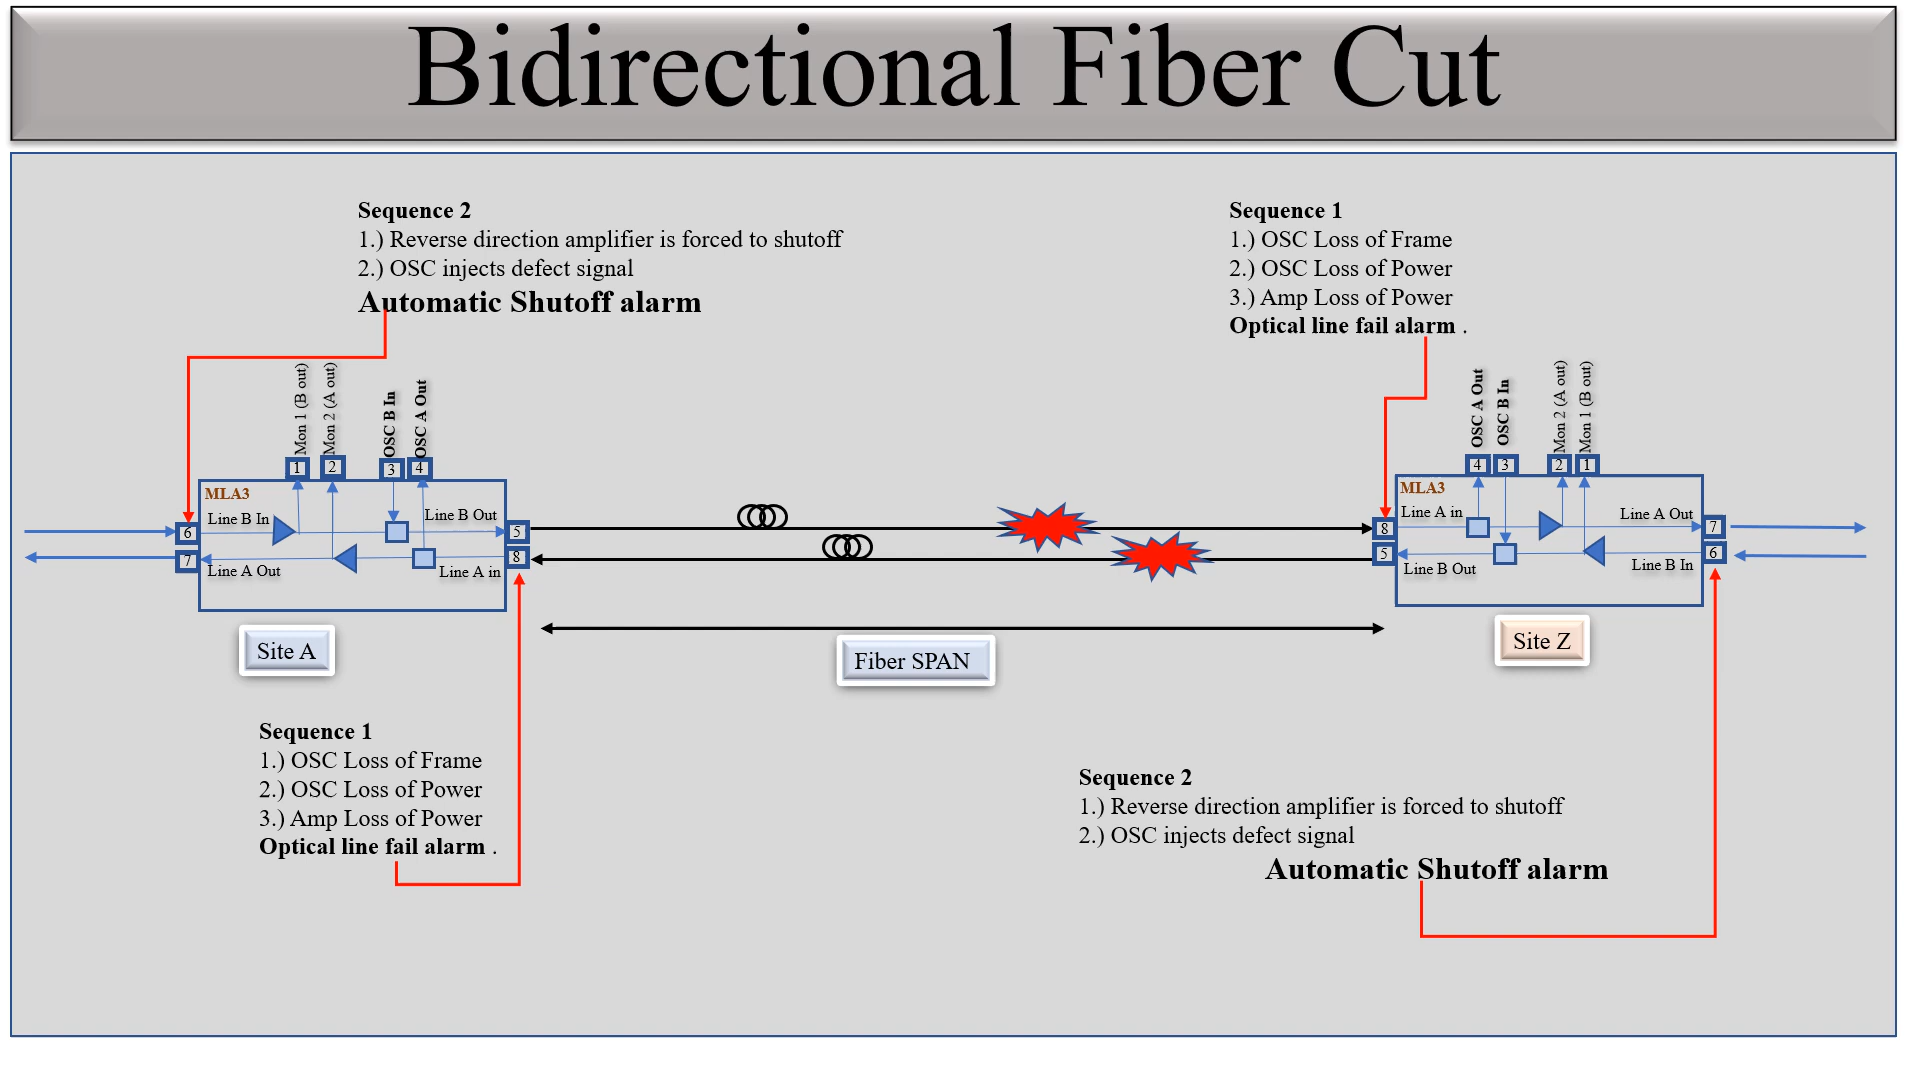 Bidirectional Fiber Cut
Sequence 2
1.) Reverse direction amplifier is forced to shutoff
2.) OSC injects defect signal
Automatic Shutoff alarm
Sequence 1
1.) OSC Loss of Frame
2.) OSC Loss of Power
3.) Amp Loss of Power
Optical line fail alarm .
Mon 1 (B out)
Mon 2 (A out)
OSC B In
OSC A Out
1
2
3
4
MLA3
Line B In
Line B Out
6
5
7
8
Line A Out
Line A in
Site A
Fiber SPAN
OSC A Out
OSC B In
Mon 2 (A out)
Mon 1 (B out)
4
3
2
1
MLA3
Line A in
Line A Out
8
7
5
6
Line B Out
Line B In
Site Z
Sequence 1
1.) OSC Loss of Frame
2.) OSC Loss of Power
3.) Amp Loss of Power
Optical line fail alarm .
Sequence 2
1.) Reverse direction amplifier is forced to shutoff
2.) OSC injects defect signal
Automatic Shutoff alarm